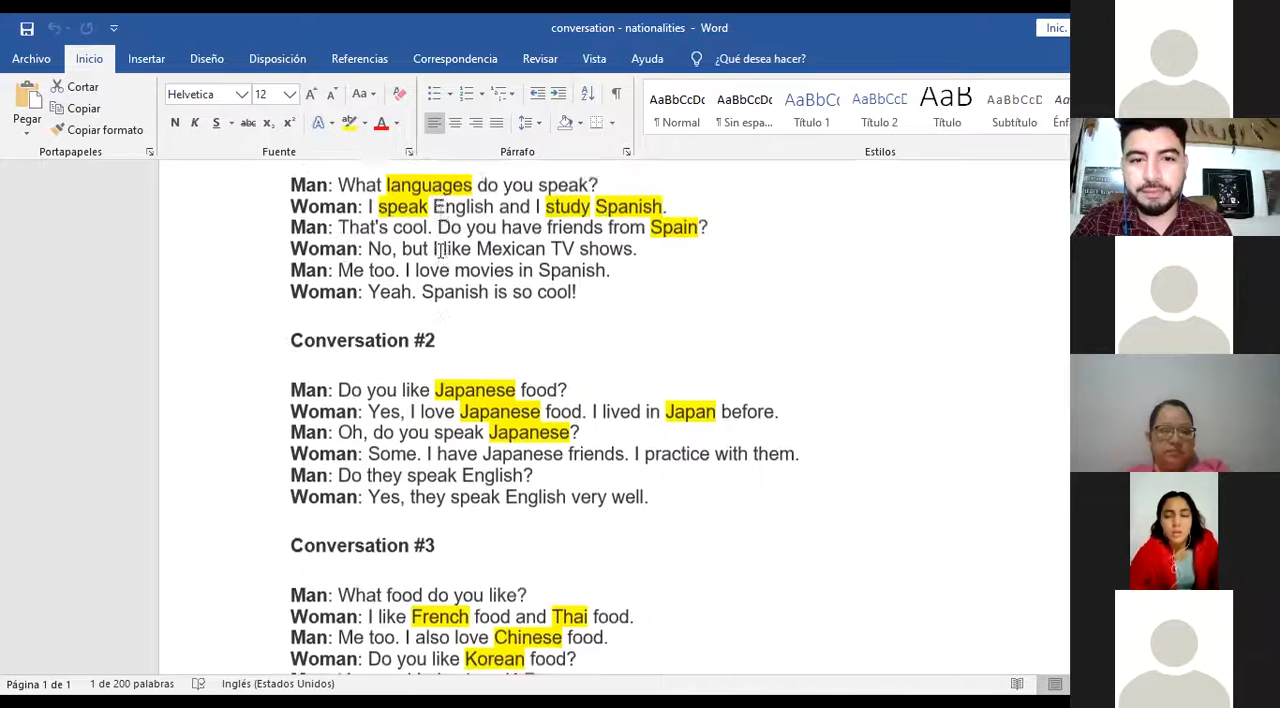 conversation - nationalities - Word
Inic.
Archivo Inicio Insertar Diseño Disposición Referencias Correspondencia Revisar Vista Ayuda ¿Qué desea hacer?
Pegar
Cortar
Copiar
Copiar formato
Portapapeles
Helvetica 12
N K S abc x₂ x²
Fuente
Párrafo
AaBbCcDc AaBbCcDc AaBbCcC AaBbCcD AaB AaBbCcD
¶ Normal ¶ Sin espa... Título 1 Título 2 Título Subtítulo
Estilos
Man: What languages do you speak?
Woman: I speak English and I study Spanish.
Man: That's cool. Do you have friends from Spain?
Woman: No, but I like Mexican TV shows.
Man: Me too. I love movies in Spanish.
Woman: Yeah. Spanish is so cool!
Conversation #2
Man: Do you like Japanese food?
Woman: Yes, I love Japanese food. I lived in Japan before.
Man: Oh, do you speak Japanese?
Woman: Some. I have Japanese friends. I practice with them.
Man: Do they speak English?
Woman: Yes, they speak English very well.
Conversation #3
Man: What food do you like?
Woman: I like French food and Thai food.
Man: Me too. I also love Chinese food.
Woman: Do you like Korean food?
Página 1 de 1 1 de 200 palabras Inglés (Estados Unidos)